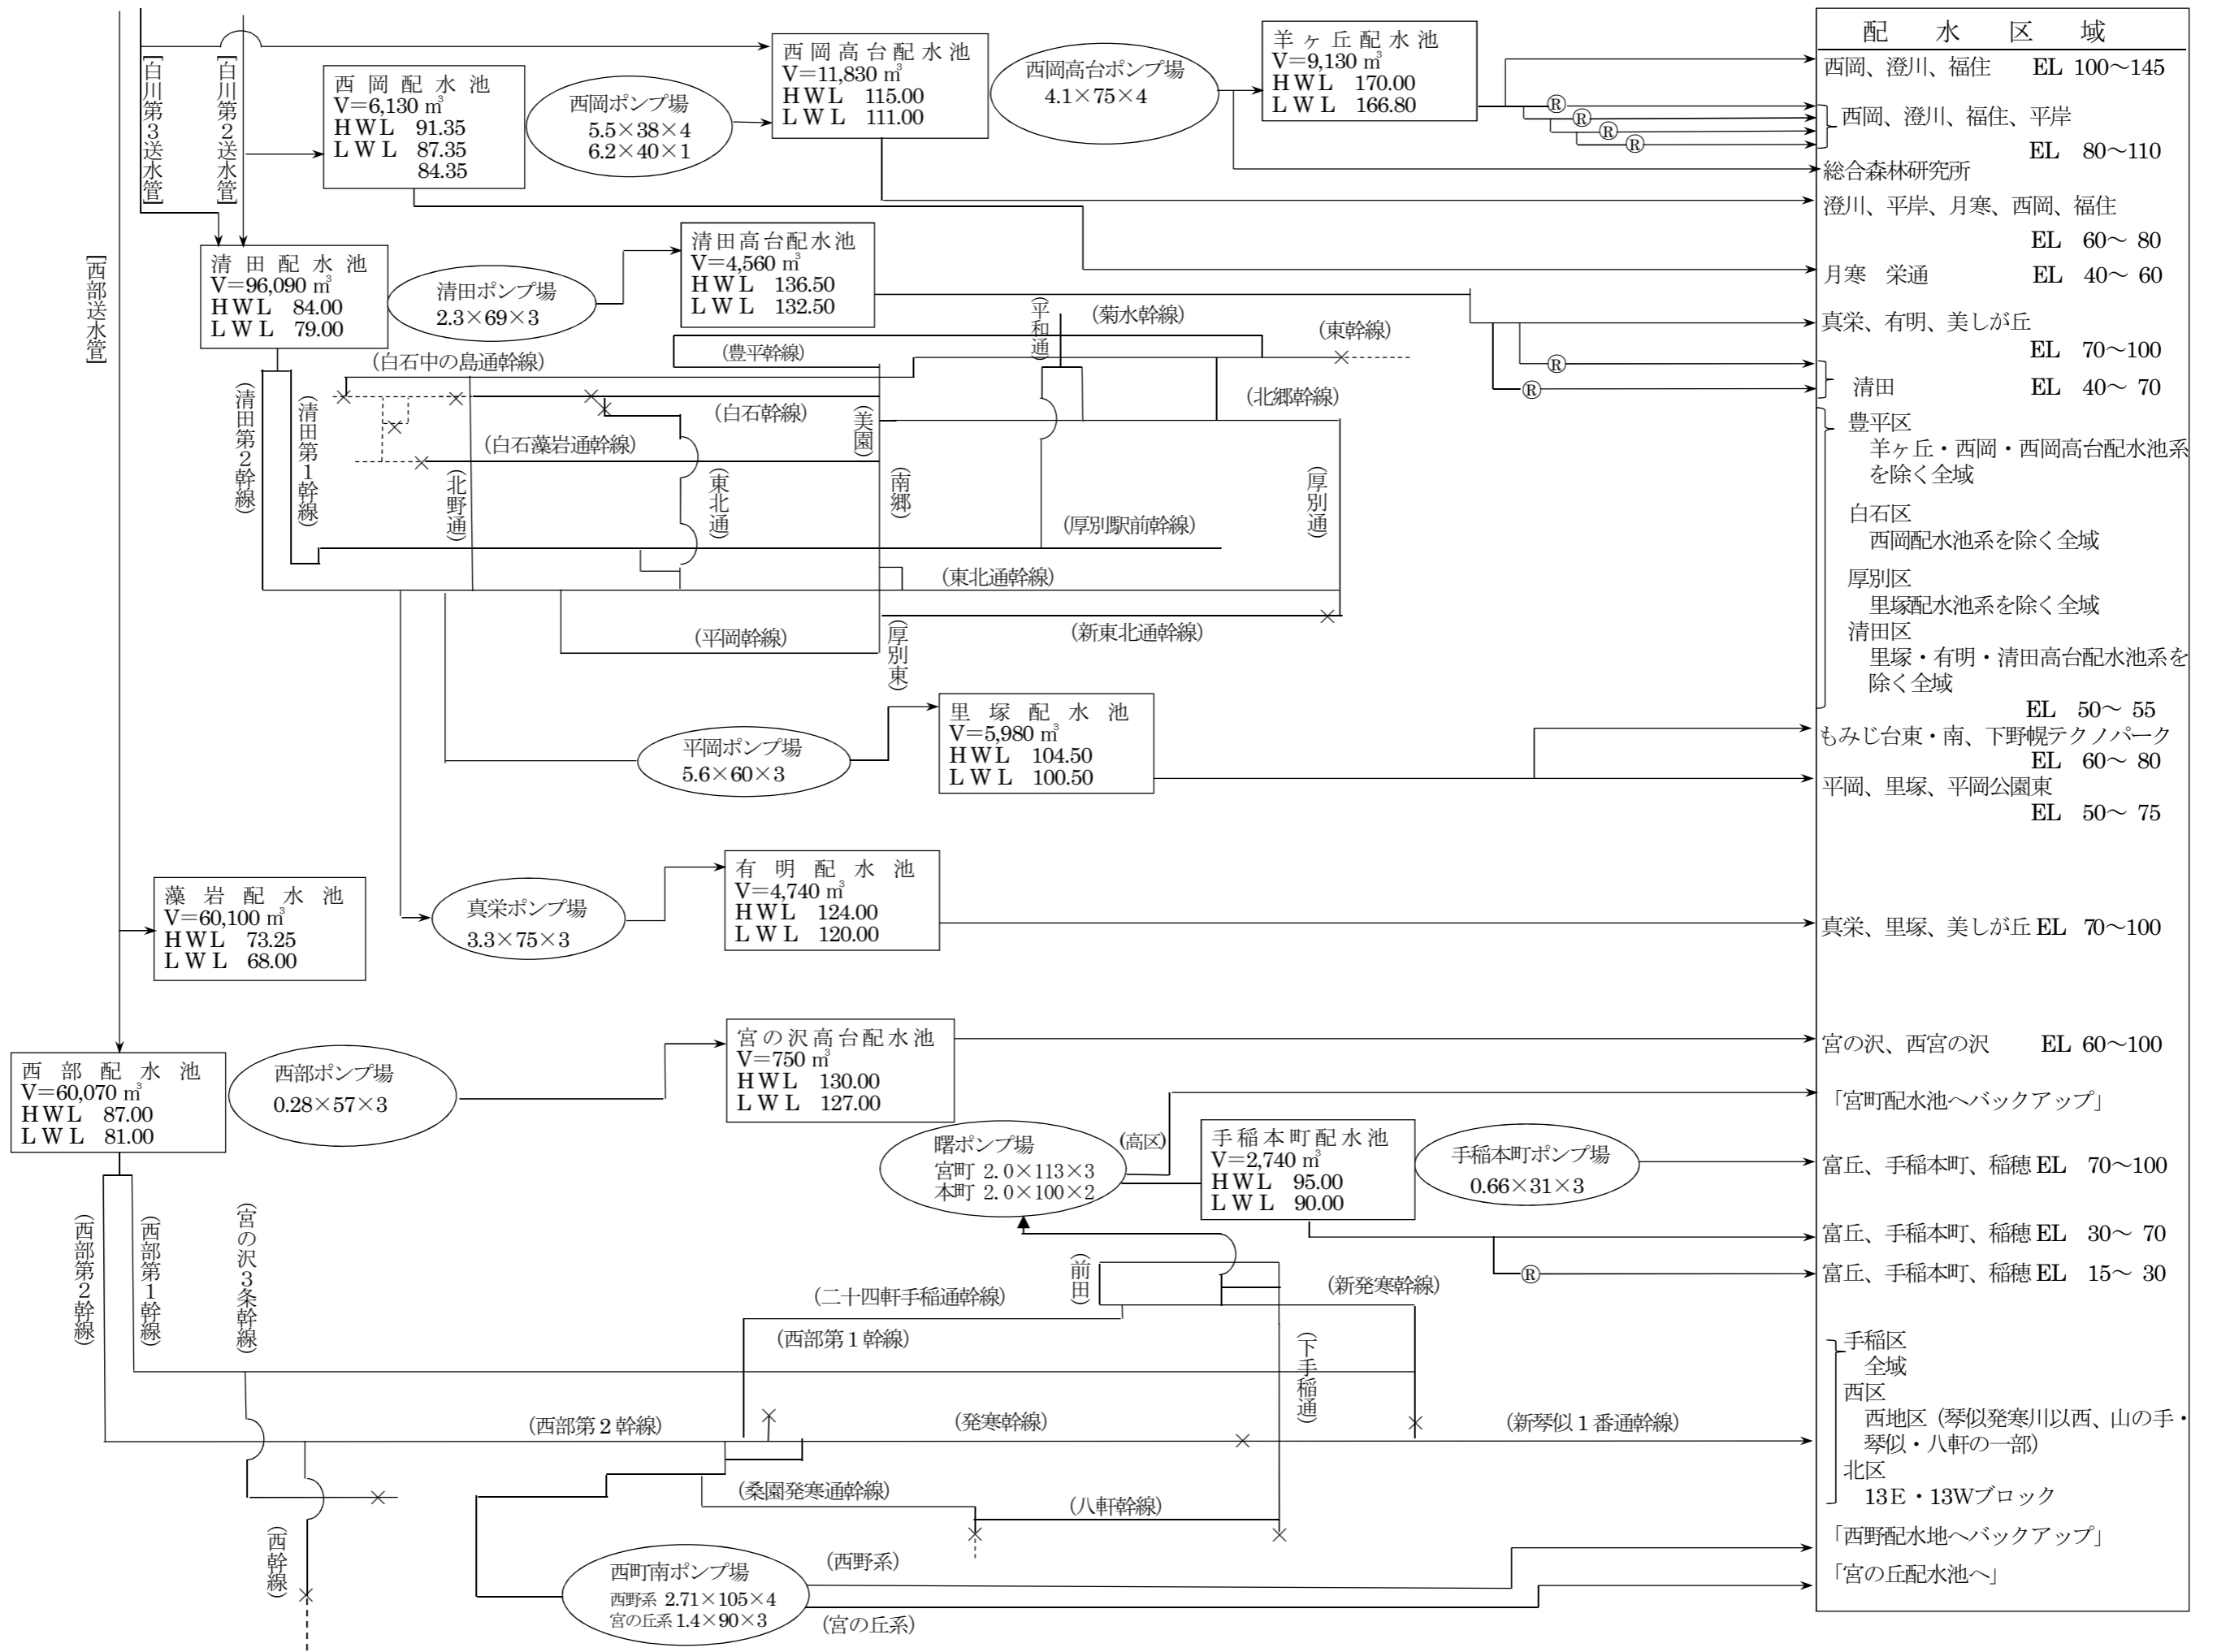 [白川第3送水管]
[白川第2送水管]
[西部送水管]
西岡配水池
V=6,130 ㎥
HWL 91.35
LWL 87.35
84.35
西岡ポンプ場
5.5×38×4
6.2×40×1
西岡高台配水池
V=11,830 ㎥
HWL 115.00
LWL 111.00
西岡高台ポンプ場
4.1×75×4
羊ヶ丘配水池
V=9,130 ㎥
HWL 170.00
LWL 166.80
Ⓡ
Ⓡ
Ⓡ
Ⓡ
清田配水池
V=96,090 ㎥
HWL 84.00
LWL 79.00
清田ポンプ場
2.3×69×3
清田高台配水池
V=4,560 ㎥
HWL 136.50
LWL 132.50
Ⓡ
Ⓡ
(平和通)
(菊水幹線)
(東幹線)
(豊平幹線)
(白石中の島通幹線)
(清田第2幹線)
(清田第1幹線)
(白石幹線)
(美園)
(北郷幹線)
(白石藻岩通幹線)
(北野通)
(東北通)
(南郷)
(厚別通)
(厚別駅前幹線)
(東北通幹線)
(平岡幹線)
(厚別東)
(新東北通幹線)
平岡ポンプ場
5.6×60×3
里塚配水池
V=5,980 ㎥
HWL 104.50
LWL 100.50
藻岩配水池
V=60,100 ㎥
HWL 73.25
LWL 68.00
真栄ポンプ場
3.3×75×3
有明配水池
V=4,740 ㎥
HWL 124.00
LWL 120.00
西部配水池
V=60,070 ㎥
HWL 87.00
LWL 81.00
西部ポンプ場
0.28×57×3
宮の沢高台配水池
V=750 ㎥
HWL 130.00
LWL 127.00
曙ポンプ場
宮町 2.0×113×3
本町 2.0×100×2
(高区)
手稲本町配水池
V=2,740 ㎥
HWL 95.00
LWL 90.00
手稲本町ポンプ場
0.66×31×3
Ⓡ
(西部第2幹線)
(西部第1幹線)
(宮の沢3条幹線)
(前田)
(新発寒幹線)
(二十四軒手稲通幹線)
(西部第1幹線)
(下手稲通)
(西部第2幹線)
(発寒幹線)
(新琴似1番通幹線)
(桑園発寒通幹線)
(八軒幹線)
(西幹線)
西町南ポンプ場
西野系 2.71×105×4
宮の丘系 1.4×90×3
(西野系)
(宮の丘系)
配水区域
西岡、澄川、福住 EL 100~145
西岡、澄川、福住、平岸
EL 80~110
総合森林研究所
澄川、平岸、月寒、西岡、福住
EL 60~80
月寒 栄通 EL 40~60
真栄、有明、美しが丘
EL 70~100
清田 EL 40~70
豊平区
羊ヶ丘・西岡・西岡高台配水池系
を除く全域
白石区
西岡配水池系を除く全域
厚別区
里塚配水池系を除く全域
清田区
里塚・有明・清田高台配水池系を
除く全域
EL 50~55
もみじ台東・南、下野幌テクノパーク
EL 60~80
平岡、里塚、平岡公園東
EL 50~75
真栄、里塚、美しが丘 EL 70~100
宮の沢、西宮の沢 EL 60~100
「宮町配水池へバックアップ」
富丘、手稲本町、稲穂 EL 70~100
富丘、手稲本町、稲穂 EL 30~70
富丘、手稲本町、稲穂 EL 15~30
手稲区
全域
西区
西地区(琴似発寒川以西、山の手・
琴似・八軒の一部)
北区
13E・13Wブロック
「西野配水地へバックアップ」
「宮の丘配水池へ」